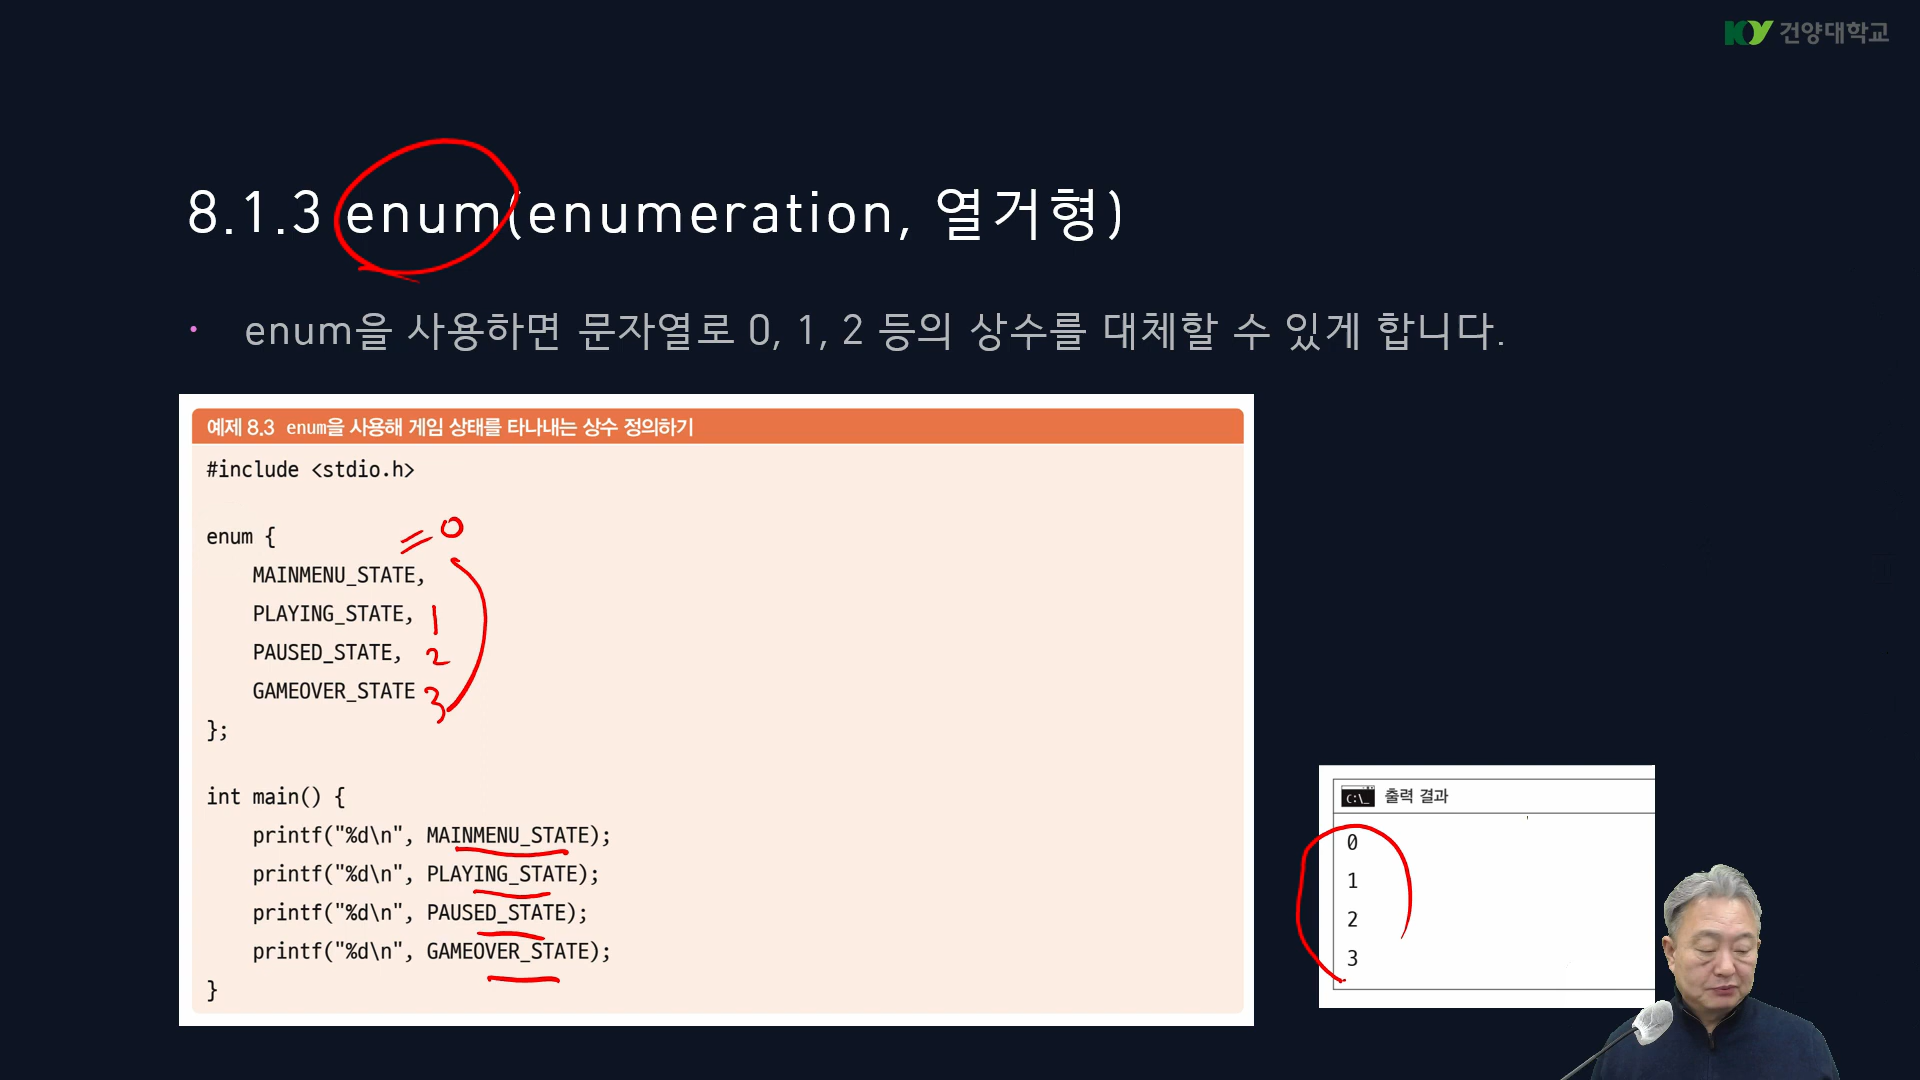 건양대학교
8.1.3 enum(enumeration, 열거형)
• enum을 사용하면 문자열로 0, 1, 2 등의 상수를 대체할 수 있게 합니다.
예제 8.3 enum을 사용해 게임 상태를 타나내는 상수 정의하기
#include <stdio.h>
enum {
= 0
MAINMENU_STATE,
PLAYING_STATE, 1
PAUSED_STATE, 2
GAMEOVER_STATE 3
};
int main() {
printf("%d\n", MAINMENU_STATE);
printf("%d\n", PLAYING_STATE);
printf("%d\n", PAUSED_STATE);
printf("%d\n", GAMEOVER_STATE);
}
C:\_ 출력 결과
0
1
2
3